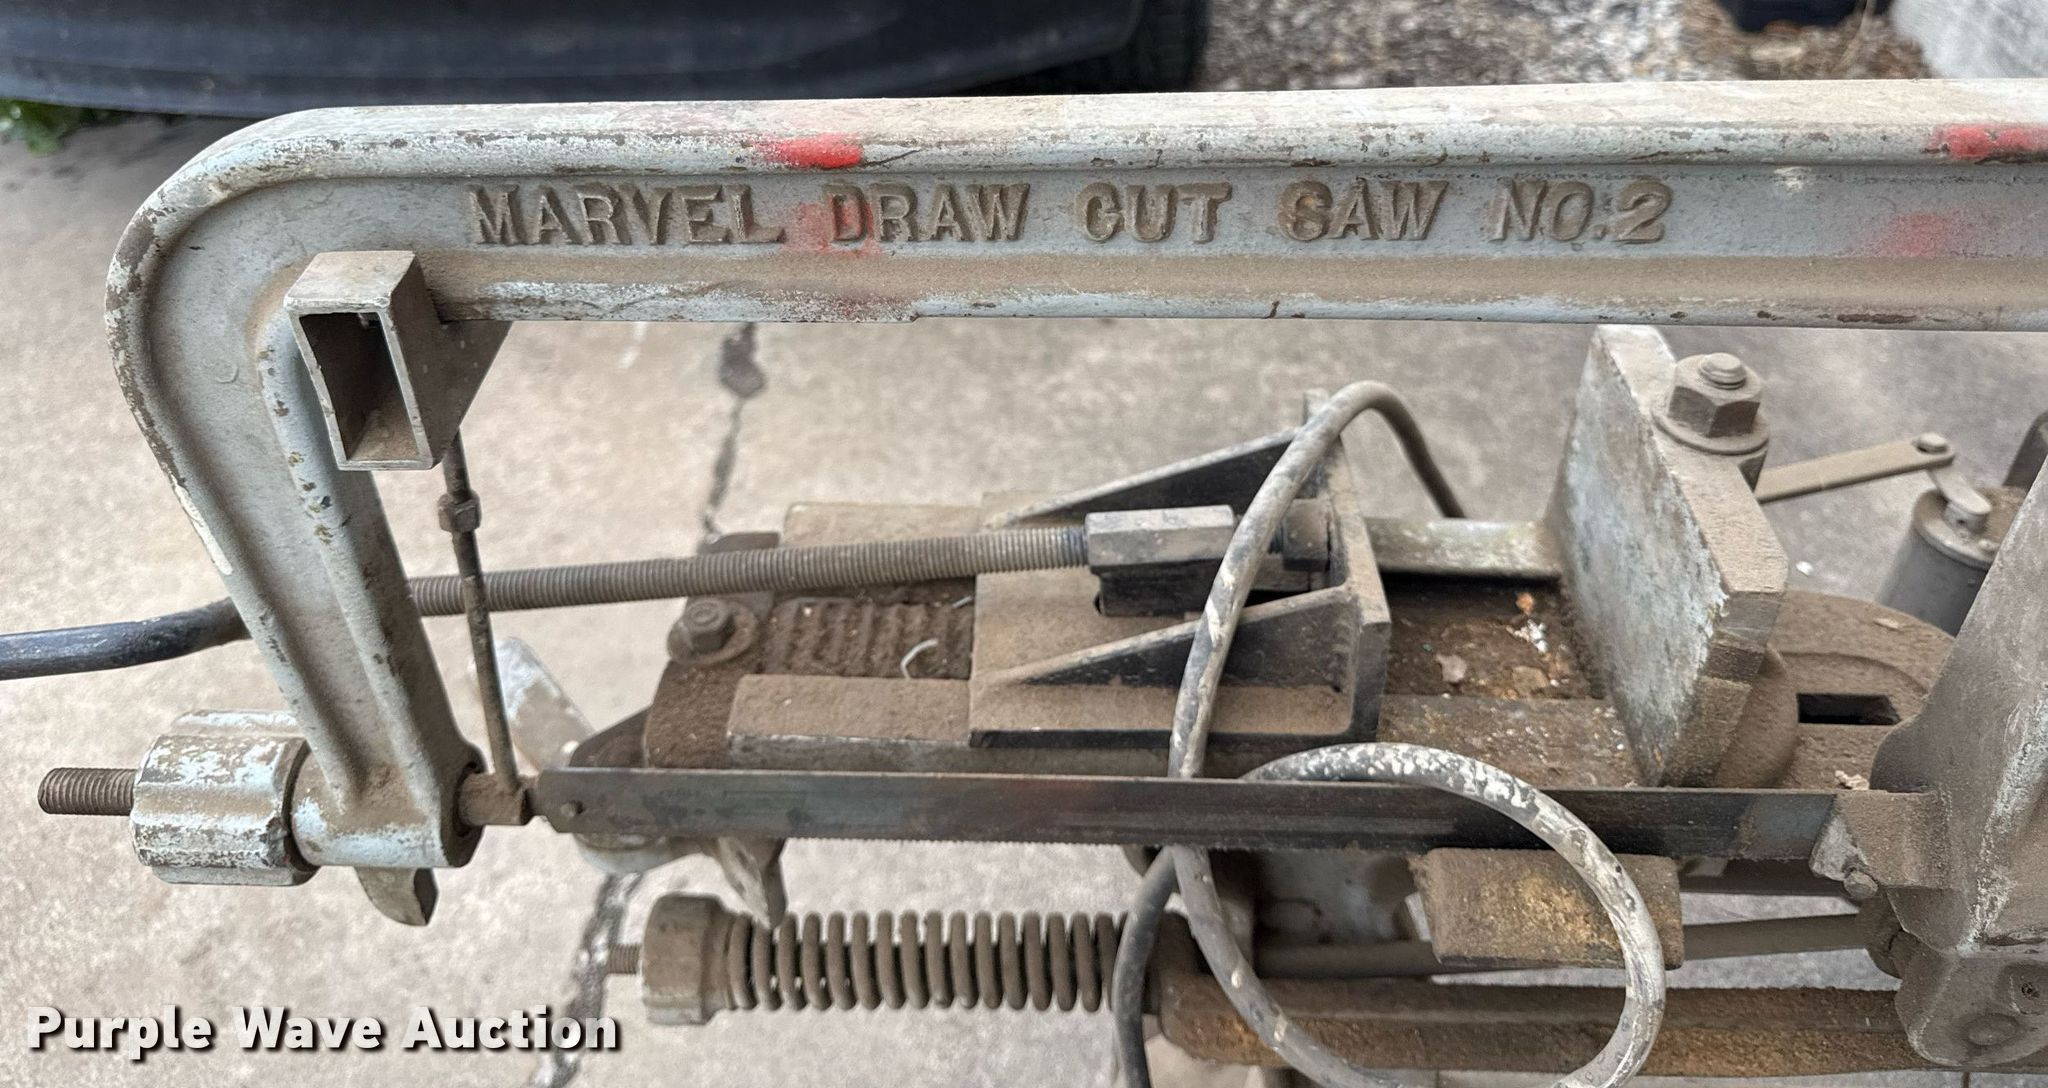 MARVEL DRAW CUT SAW NO.2
Purple Wave Auction